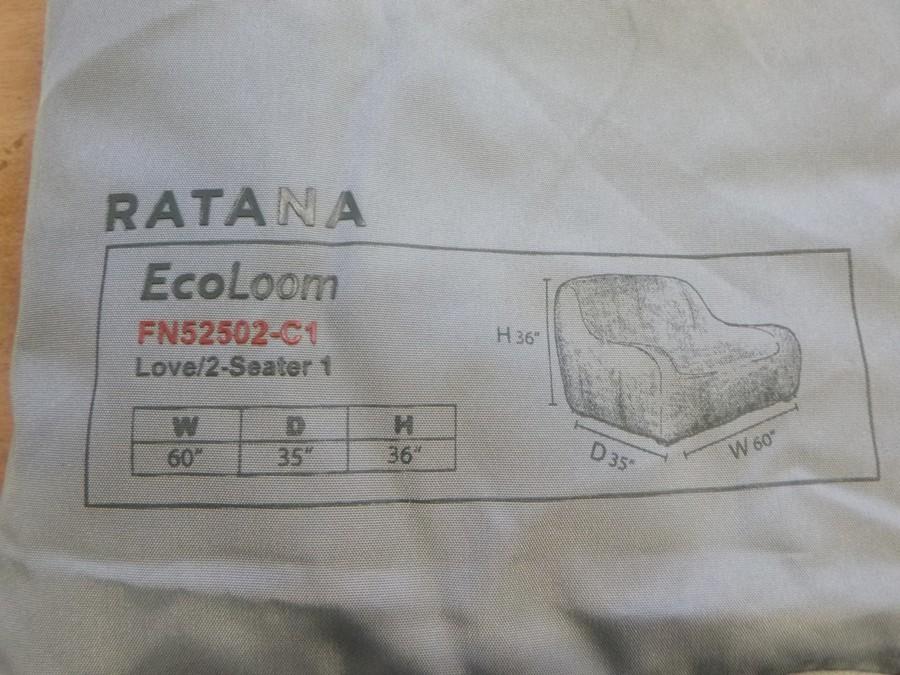 RATANA
EcoLoom
FN52502-C1
Love/2-Seater 1
W D H
60" 35" 36"
H 36"
D 35"
W 60"